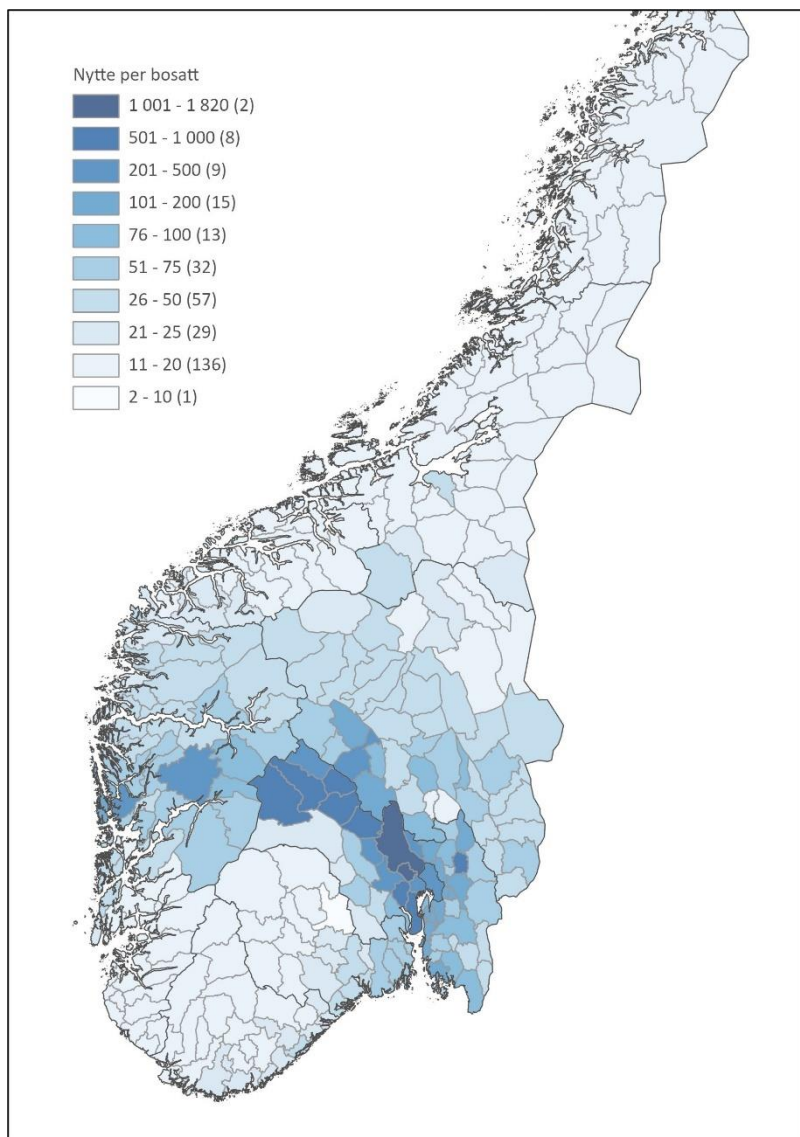 Nytte per bosatt
1 001 - 1 820 (2)
501 - 1 000 (8)
201 - 500 (9)
101 - 200 (15)
76 - 100 (13)
51 - 75 (32)
26 - 50 (57)
21 - 25 (29)
11 - 20 (136)
2 - 10 (1)